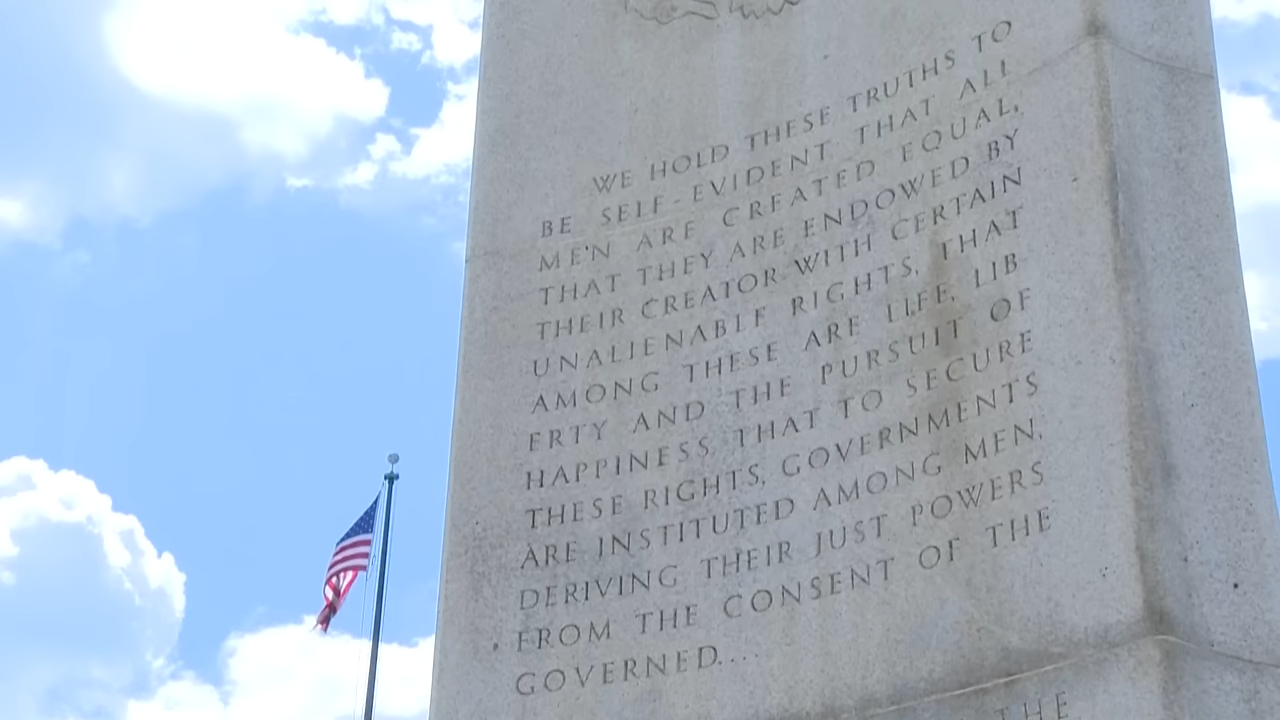 WE HOLD THESE TRUTHS TO
BE SELF-EVIDENT THAT ALL
MEN ARE CREATED EQUAL,
THAT THEY ARE ENDOWED BY
THEIR CREATOR WITH CERTAIN
UNALIENABLE RIGHTS, THAT
AMONG THESE ARE LIFE, LIB
ERTY AND THE PURSUIT OF
HAPPINESS. THAT TO SECURE
THESE RIGHTS, GOVERNMENTS
ARE INSTITUTED AMONG MEN,
DERIVING THEIR JUST POWERS
FROM THE CONSENT OF THE
GOVERNED....
THE